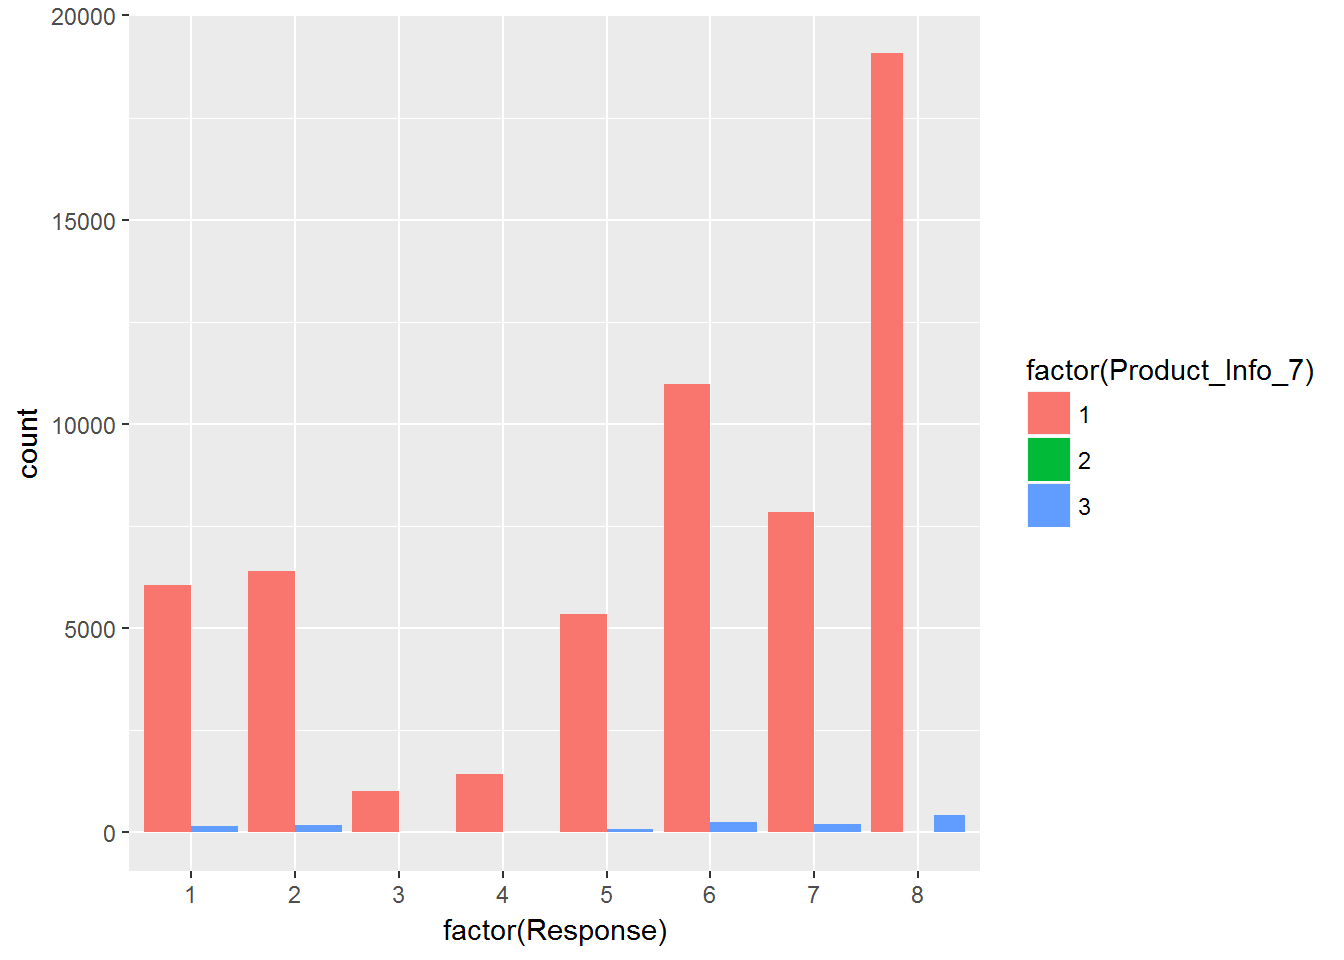 20000
15000
10000
5000
0
count
1 2 3 4 5 6 7 8
factor(Response)
factor(Product_Info_7)
1
2
3